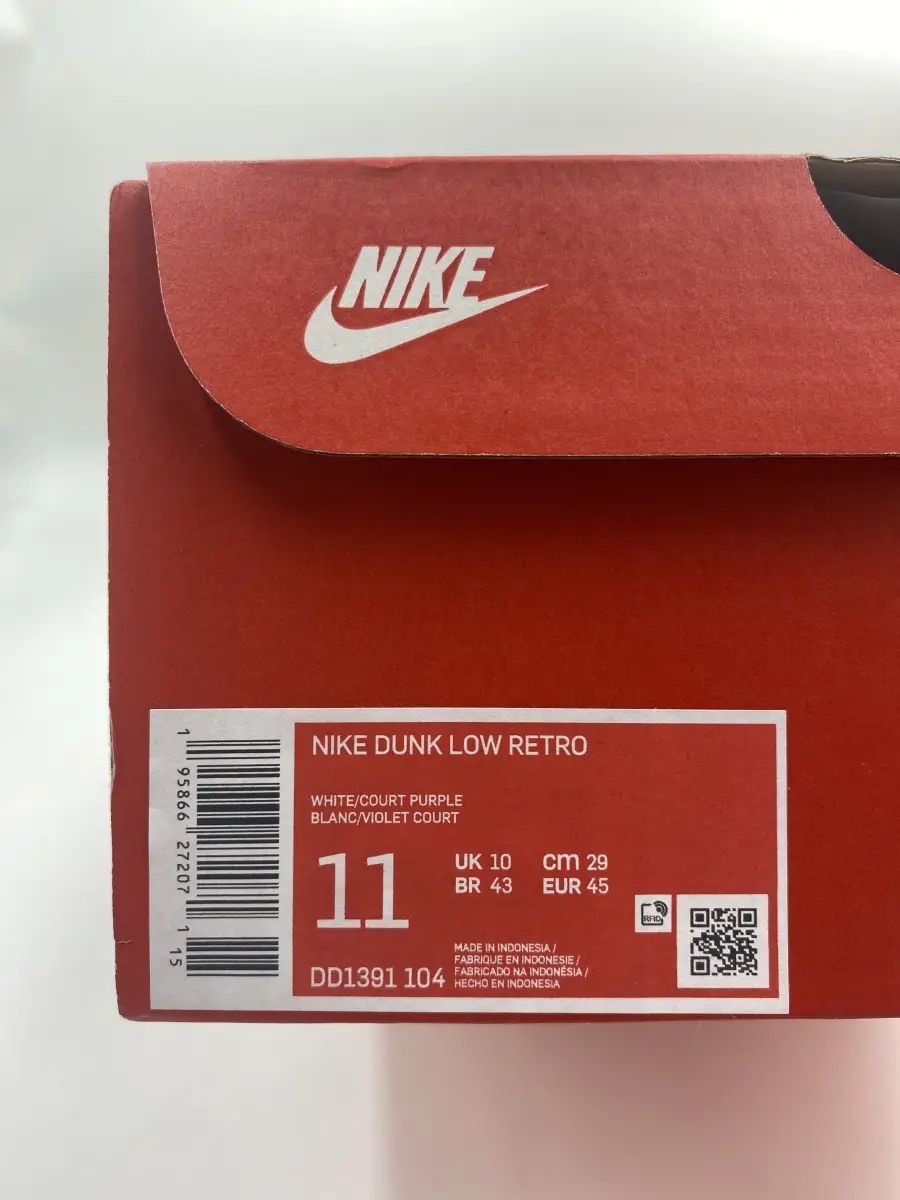 NIKE
NIKE DUNK LOW RETRO
WHITE/COURT PURPLE
BLANC/VIOLET COURT
11
UK 10 CM 29
BR 43 EUR 45
RFID
DD1391 104
MADE IN INDONESIA /
FABRIQUE EN INDONESIE /
FABRICADO NA INDONÉSIA /
HECHO EN INDONESIA
1 95866 27207 1 15